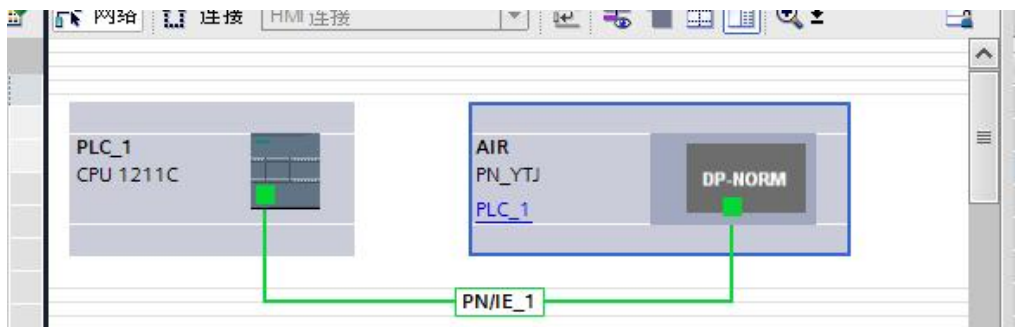 网络 连接 HMI 连接
PLC_1
CPU 1211C
AIR
PN_YTJ
PLC_1
DP-NORM
PN/IE_1